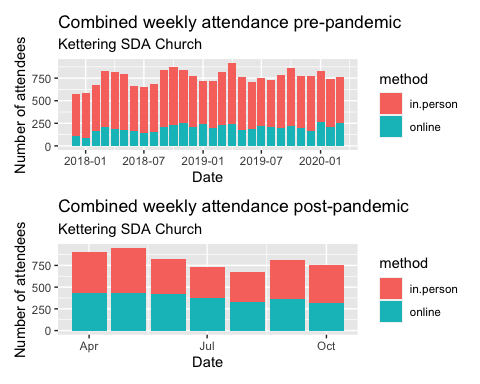 Combined weekly attendance pre-pandemic
Kettering SDA Church
Number of attendees
750
500
250
0
2018-01 2018-07 2019-01 2019-07 2020-01
Date
method
in.person
online
Combined weekly attendance post-pandemic
Kettering SDA Church
Number of attendees
750
500
250
0
Apr Jul Oct
Date
method
in.person
online